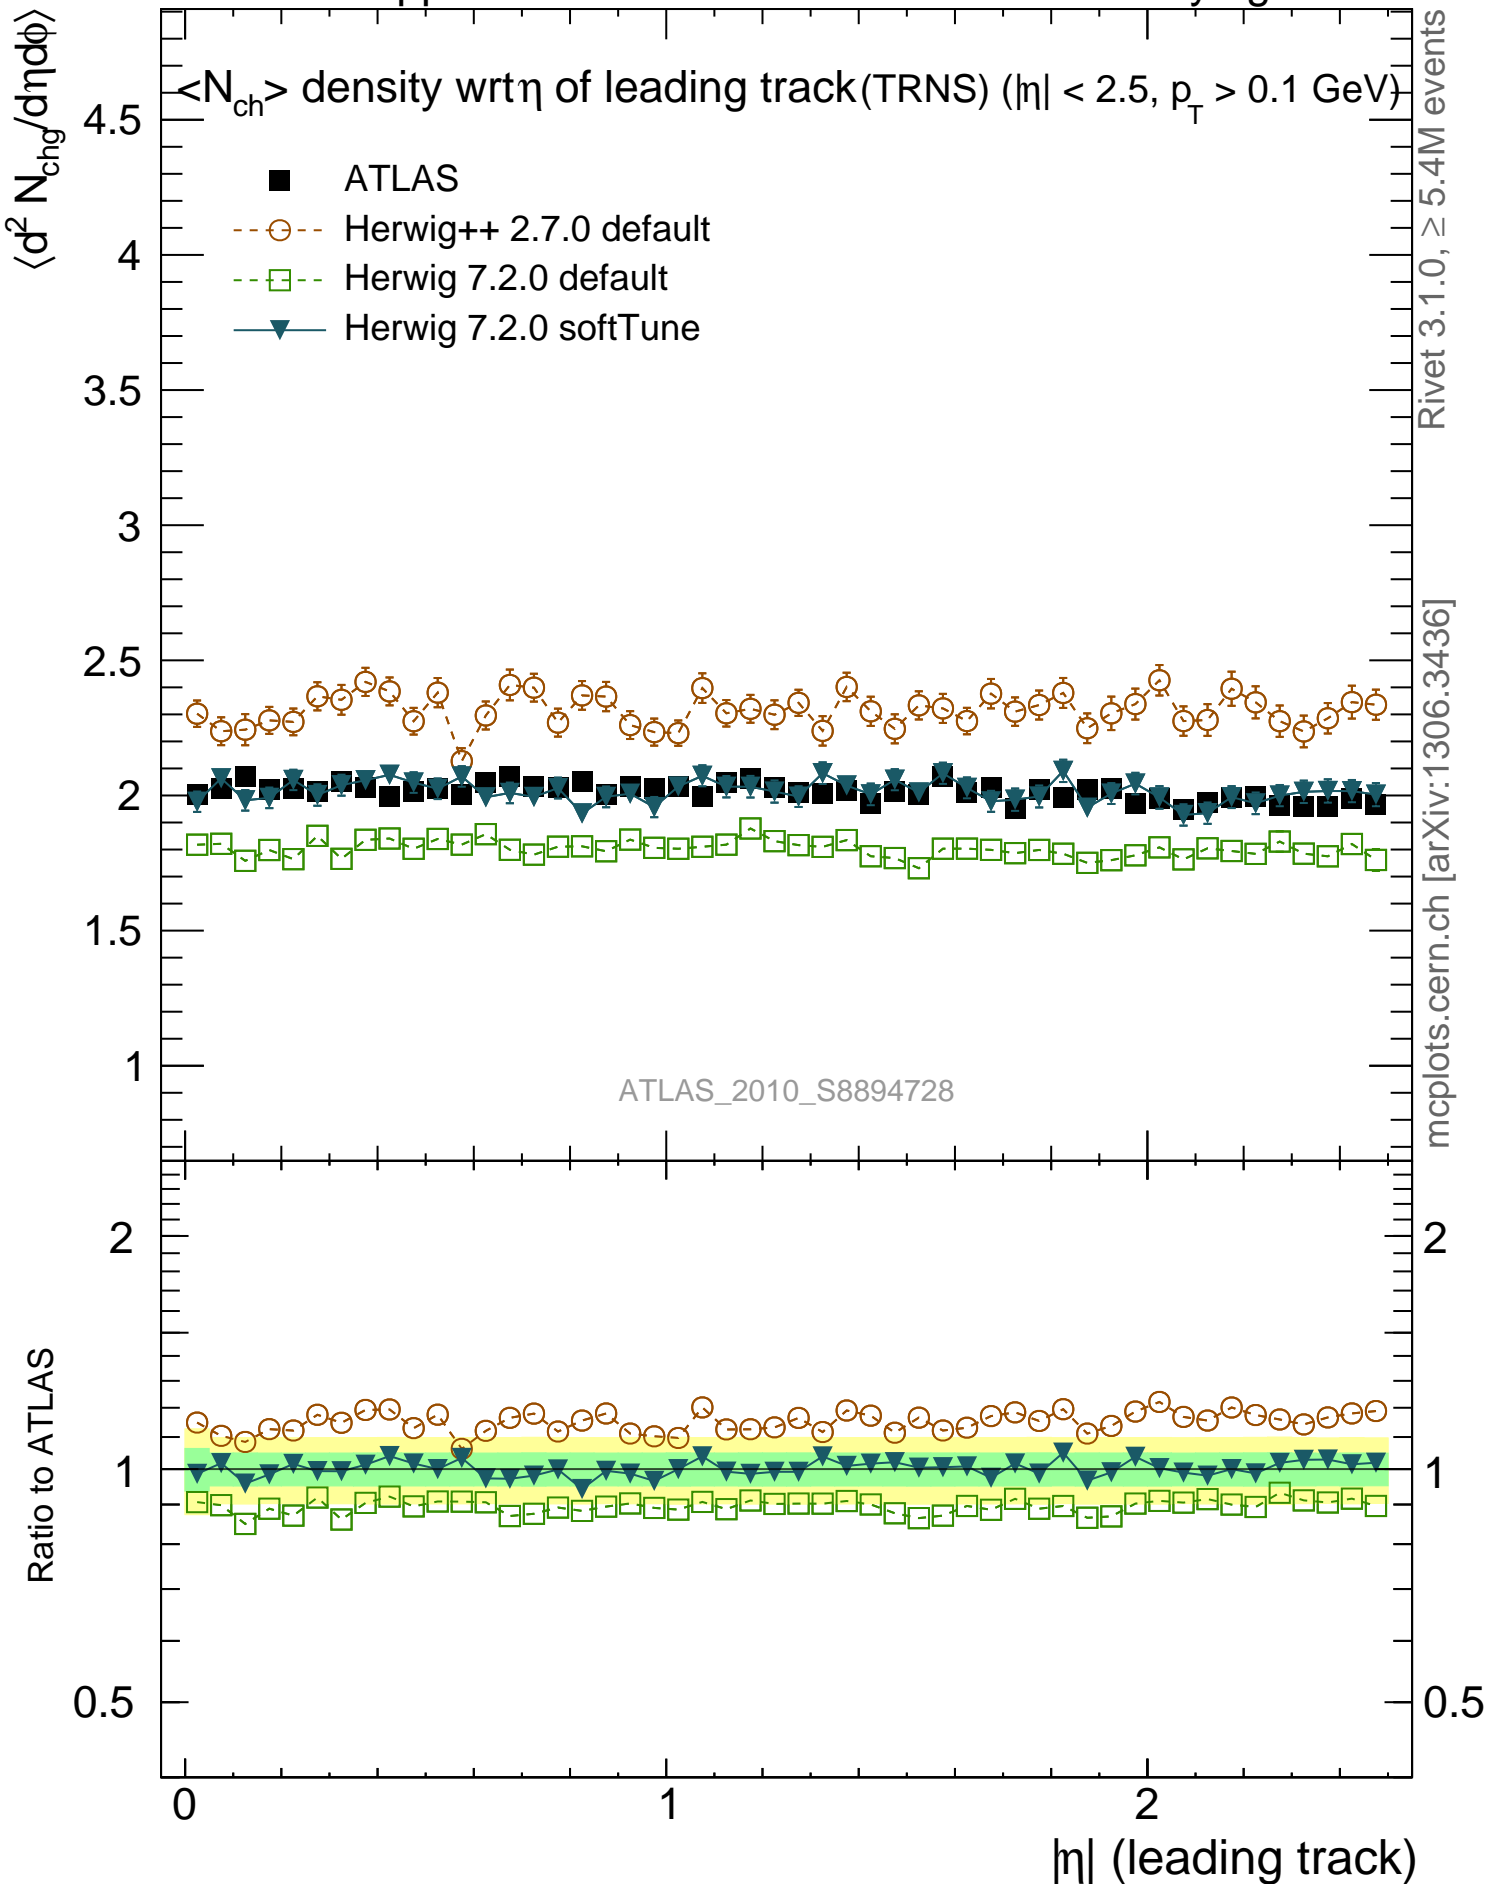 <N_ch> density wrt η of leading track (TRNS) (|η| < 2.5, p_T > 0.1 GeV)
⟨d² N_chg/dηdφ⟩
ATLAS
Herwig++ 2.7.0 default
Herwig 7.2.0 default
Herwig 7.2.0 softTune
4.5
4
3.5
3
2.5
2
1.5
1
ATLAS_2010_S8894728
Rivet 3.1.0, ≥ 5.4M events
mcplots.cern.ch [arXiv:1306.3436]
Ratio to ATLAS
2
1
0.5
2
1
0.5
0
1
2
|η| (leading track)